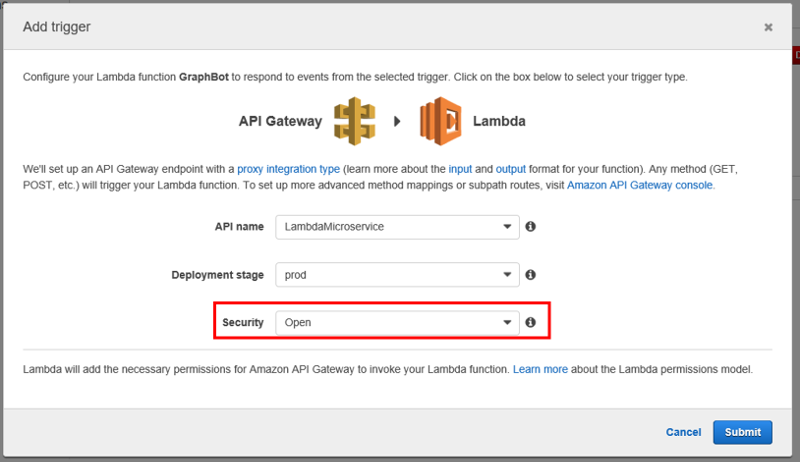 Add trigger
Configure your Lambda function GraphBot to respond to events from the selected trigger. Click on the box below to select your trigger type.
API Gateway Lambda
We'll set up an API Gateway endpoint with a proxy integration type (learn more about the input and output format for your function). Any method (GET,
POST, etc.) will trigger your Lambda function. To set up more advanced method mappings or subpath routes, visit Amazon API Gateway console.
API name LambdaMicroservice
Deployment stage prod
Security Open
Lambda will add the necessary permissions for Amazon API Gateway to invoke your Lambda function. Learn more about the Lambda permissions model.
Cancel Submit